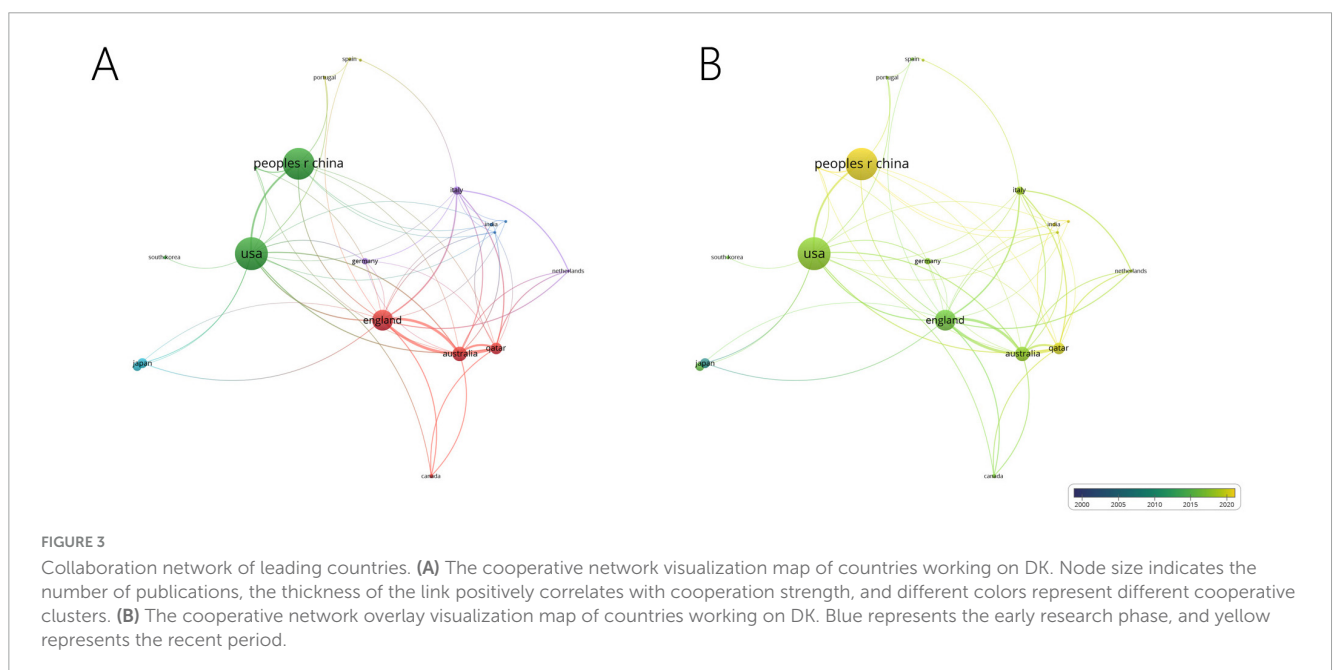 A
B
spain
portugal
peoples r china
italy
india
usa
germany
south korea
netherlands
england
australia
qatar
japan
canada
spain
portugal
peoples r china
italy
india
usa
germany
south korea
netherlands
england
australia
qatar
japan
canada
2000 2005 2010 2015 2020
FIGURE 3
Collaboration network of leading countries. (A) The cooperative network visualization map of countries working on DK. Node size indicates the
number of publications, the thickness of the link positively correlates with cooperation strength, and different colors represent different cooperative
clusters. (B) The cooperative network overlay visualization map of countries working on DK. Blue represents the early research phase, and yellow
represents the recent period.